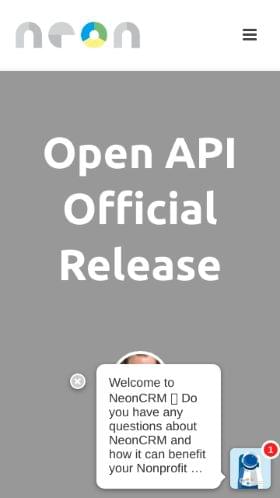 neon
Open API
Official
Release
Welcome to
NeonCRM Do
you have any
questions about
NeonCRM and
how it can benefit
your Nonprofit ...
1